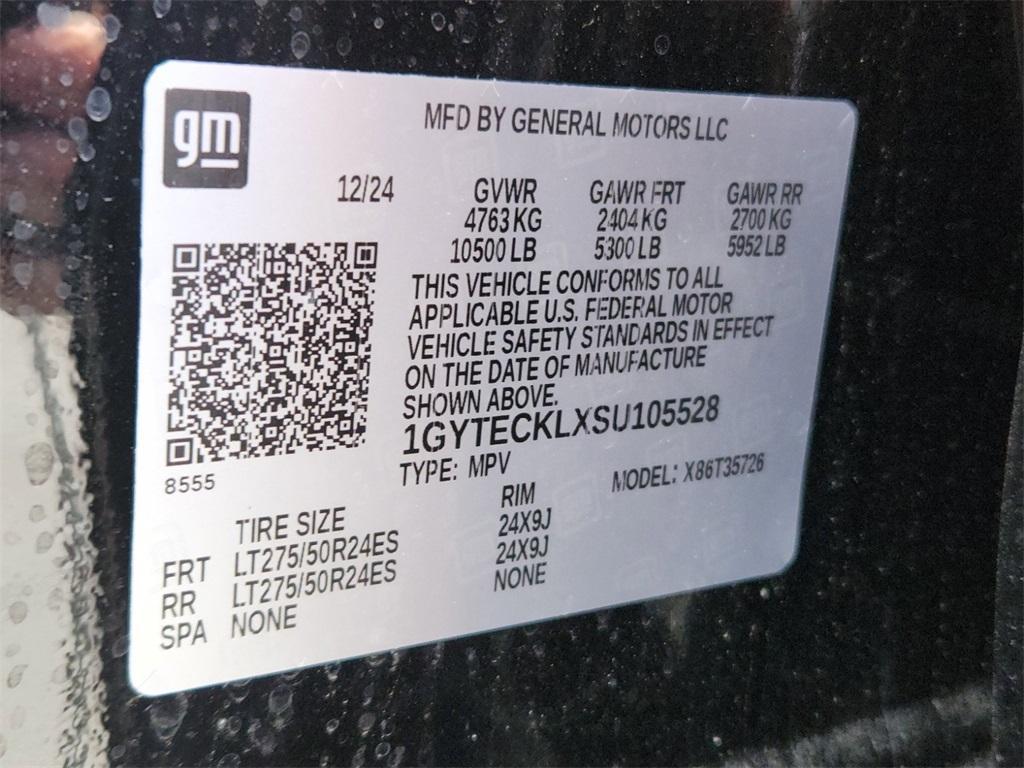 gm
MFD BY GENERAL MOTORS LLC
12/24 GVWR GAWR FRT GAWR RR
4763 KG 2404 KG 2700 KG
10500 LB 5300 LB 5952 LB
THIS VEHICLE CONFORMS TO ALL
APPLICABLE U.S. FEDERAL MOTOR
VEHICLE SAFETY STANDARDS IN EFFECT
ON THE DATE OF MANUFACTURE
SHOWN ABOVE.
1GYTECKLXSU105528
8555 TYPE: MPV MODEL: X86T35726
TIRE SIZE RIM
FRT LT275/50R24ES 24X9J
RR LT275/50R24ES 24X9J
SPA NONE NONE